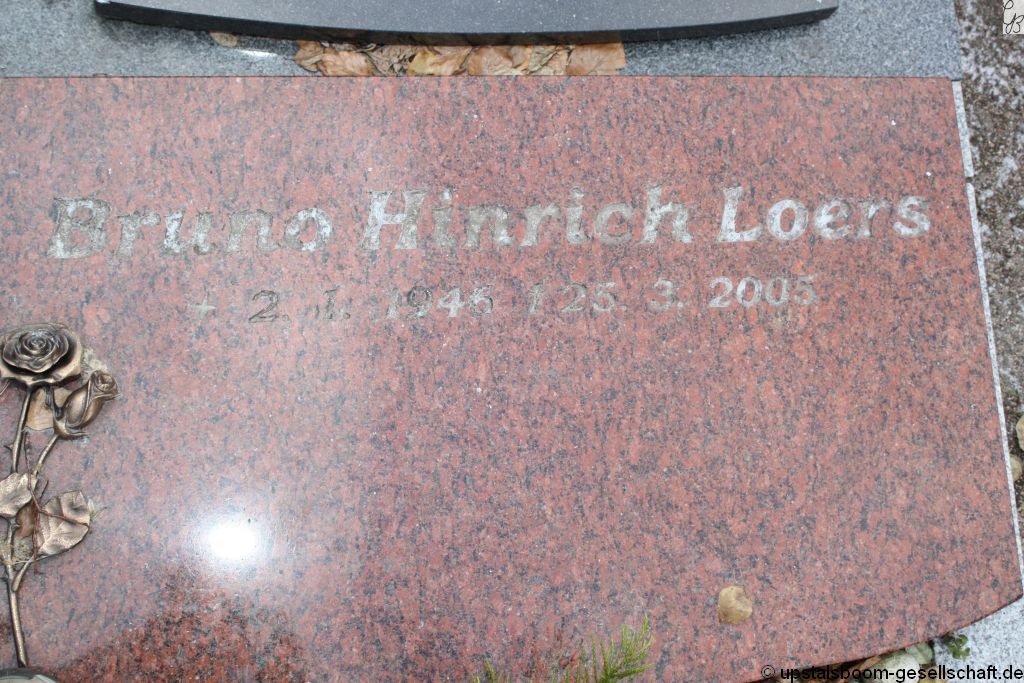 Bruno Hinrich Loers
* 2. 1. 1946 † 25. 3. 2005
© upstalsboom-gesellschaft.de